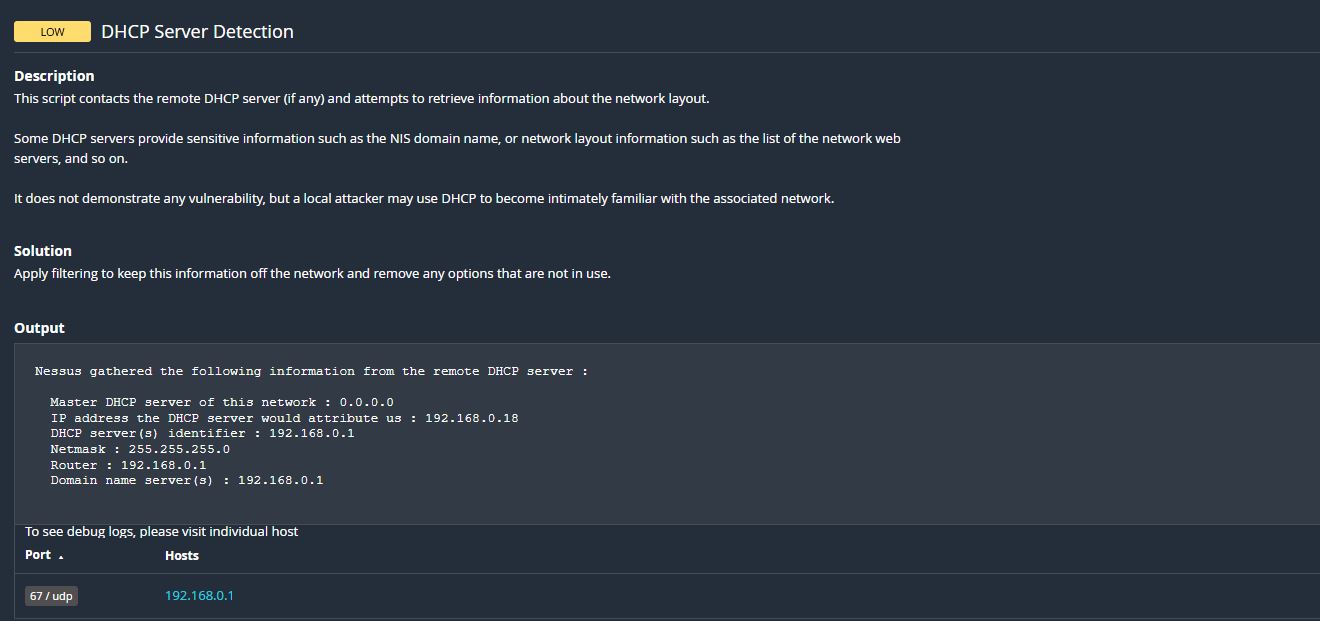 LOW DHCP Server Detection
Description
This script contacts the remote DHCP server (if any) and attempts to retrieve information about the network layout.
Some DHCP servers provide sensitive information such as the NIS domain name, or network layout information such as the list of the network web
servers, and so on.
It does not demonstrate any vulnerability, but a local attacker may use DHCP to become intimately familiar with the associated network.
Solution
Apply filtering to keep this information off the network and remove any options that are not in use.
Output
Nessus gathered the following information from the remote DHCP server :
Master DHCP server of this network : 0.0.0.0
IP address the DHCP server would attribute us : 192.168.0.18
DHCP server(s) identifier : 192.168.0.1
Netmask : 255.255.255.0
Router : 192.168.0.1
Domain name server(s) : 192.168.0.1
To see debug logs, please visit individual host
Port Hosts
67 / udp 192.168.0.1